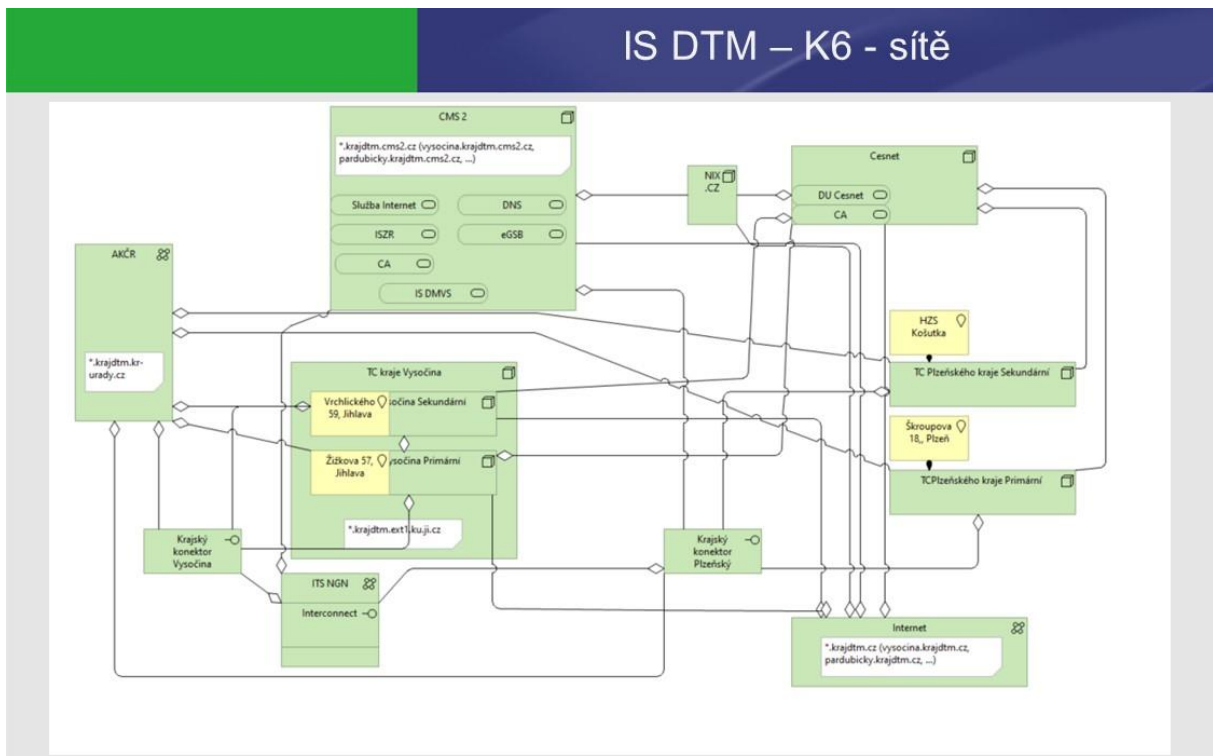 IS DTM – K6 - sítě
CMS 2
*.krajdtm.cms2.cz (vysocina.krajdtm.cms2.cz,
pardubicky.krajdtm.cms2.cz, ...)
Služba Internet
DNS
ISZR
eGSB
CA
IS DMVS
NIX
.CZ
Cesnet
DU Cesnet
CA
AKČR
*.krajdtm.kr-
urady.cz
HZS
Košutka
TC Plzeňského kraje Sekundární
TC kraje Vysočina
Vrchlického
59, Jihlava
sočina Sekundární
Škroupova
18,, Plzeň
Žižkova 57,
Jihlava
ysočina Primární
TCPlzeňského kraje Primární
*.krajdtm.ext1.ku.ji.cz
Krajský
konektor
Vysočina
Krajský
konektor
Plzeňský
ITS NGN
Interconnect
Internet
*.krajdtm.cz (vysocina.krajdtm.cz,
pardubicky.krajdtm.cz, ...)